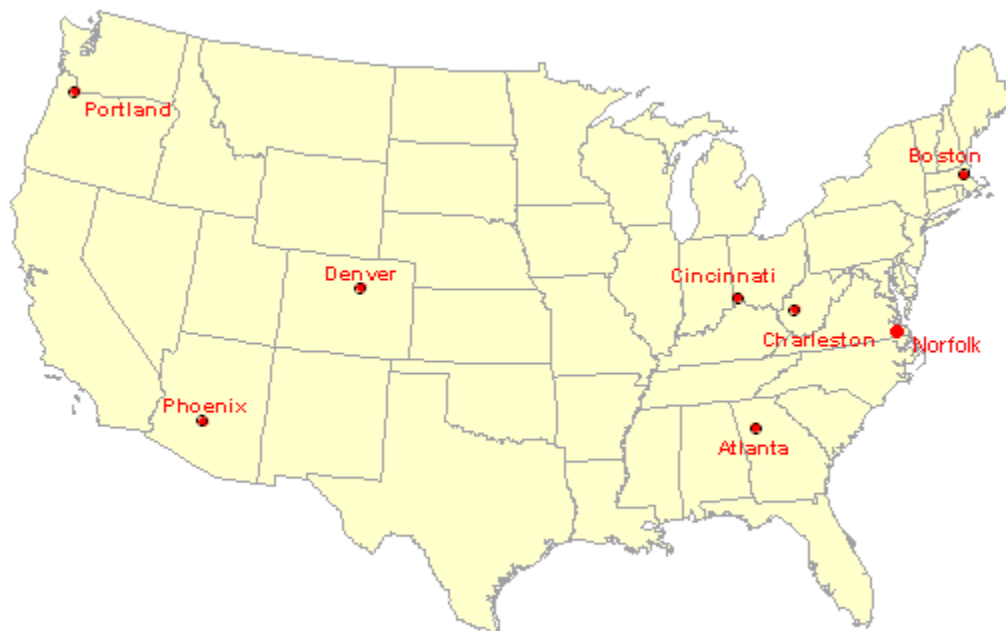 Portland
Boston
Denver
Cincinnati
Charleston
Norfolk
Phoenix
Atlanta